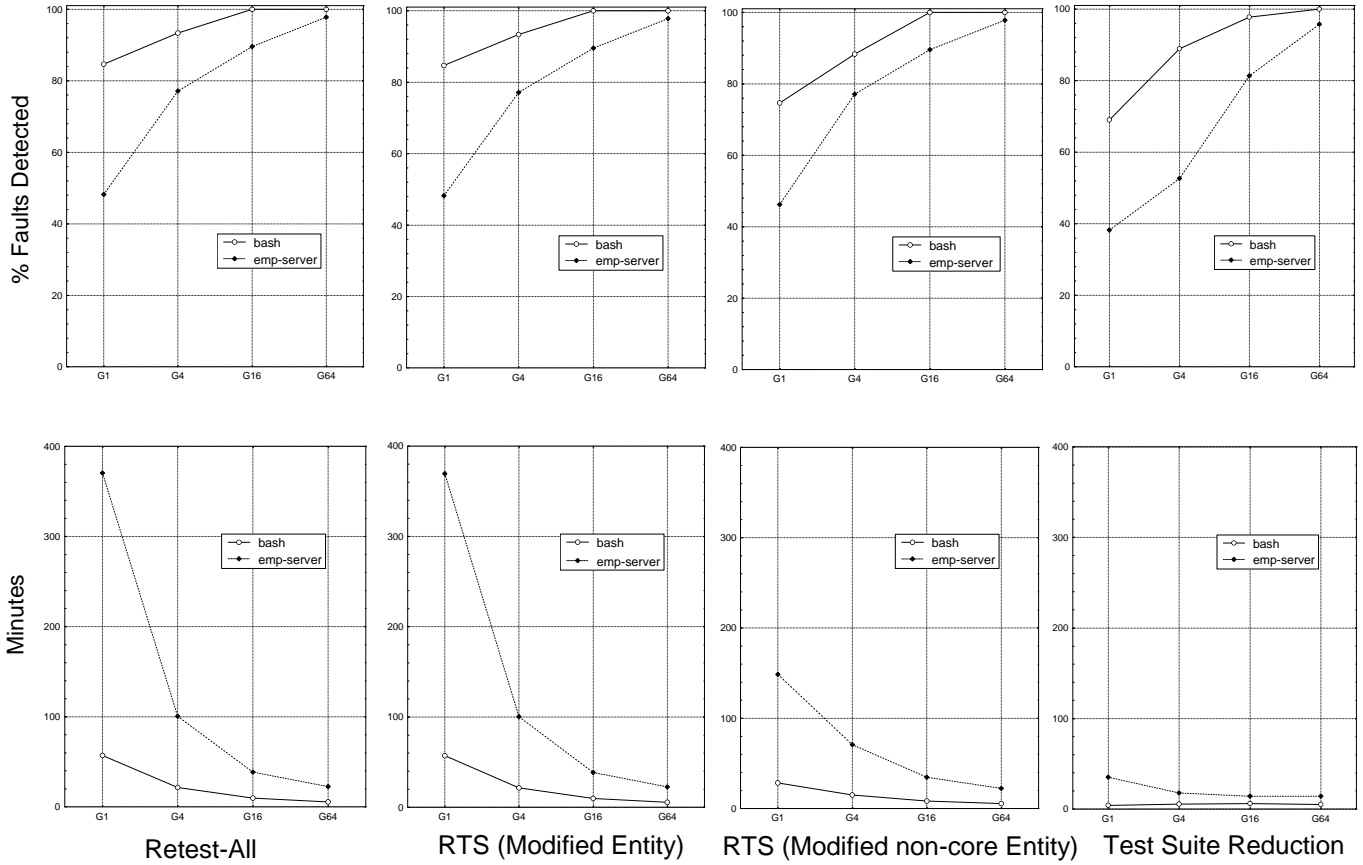 % Faults Detected
100
80
60
40
20
0
G1 G4 G16 G64
bash
emp-server
100
80
60
40
20
0
G1 G4 G16 G64
bash
emp-server
100
80
60
40
20
0
G1 G4 G16 G64
bash
emp-server
100
80
60
40
20
0
G1 G4 G16 G64
bash
emp-server
Minutes
400
300
200
100
0
G1 G4 G16 G64
bash
emp-server
Retest-All
400
300
200
100
0
G1 G4 G16 G64
bash
emp-server
RTS (Modified Entity)
400
300
200
100
0
G1 G4 G16 G64
bash
emp-server
RTS (Modified non-core Entity)
400
300
200
100
0
G1 G4 G16 G64
bash
emp-server
Test Suite Reduction